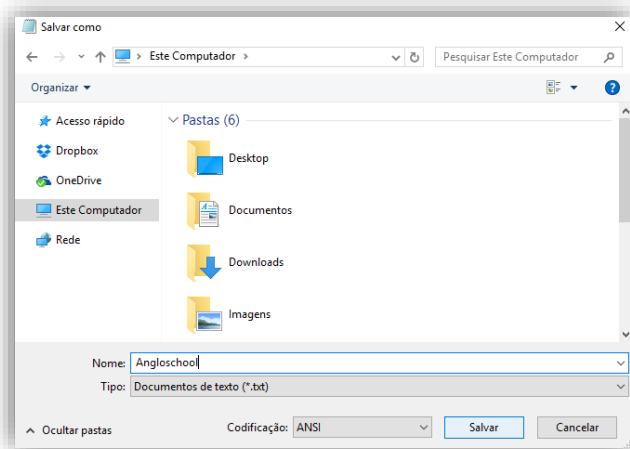 Salvar como
Este Computador
Pesquisar Este Computador
Organizar
Acesso rápido
Dropbox
OneDrive
Este Computador
Rede
Pastas (6)
Desktop
Documentos
Downloads
Imagens
Nome: Angloschool
Tipo: Documentos de texto (*.txt)
Ocultar pastas Codificação: ANSI Salvar Cancelar